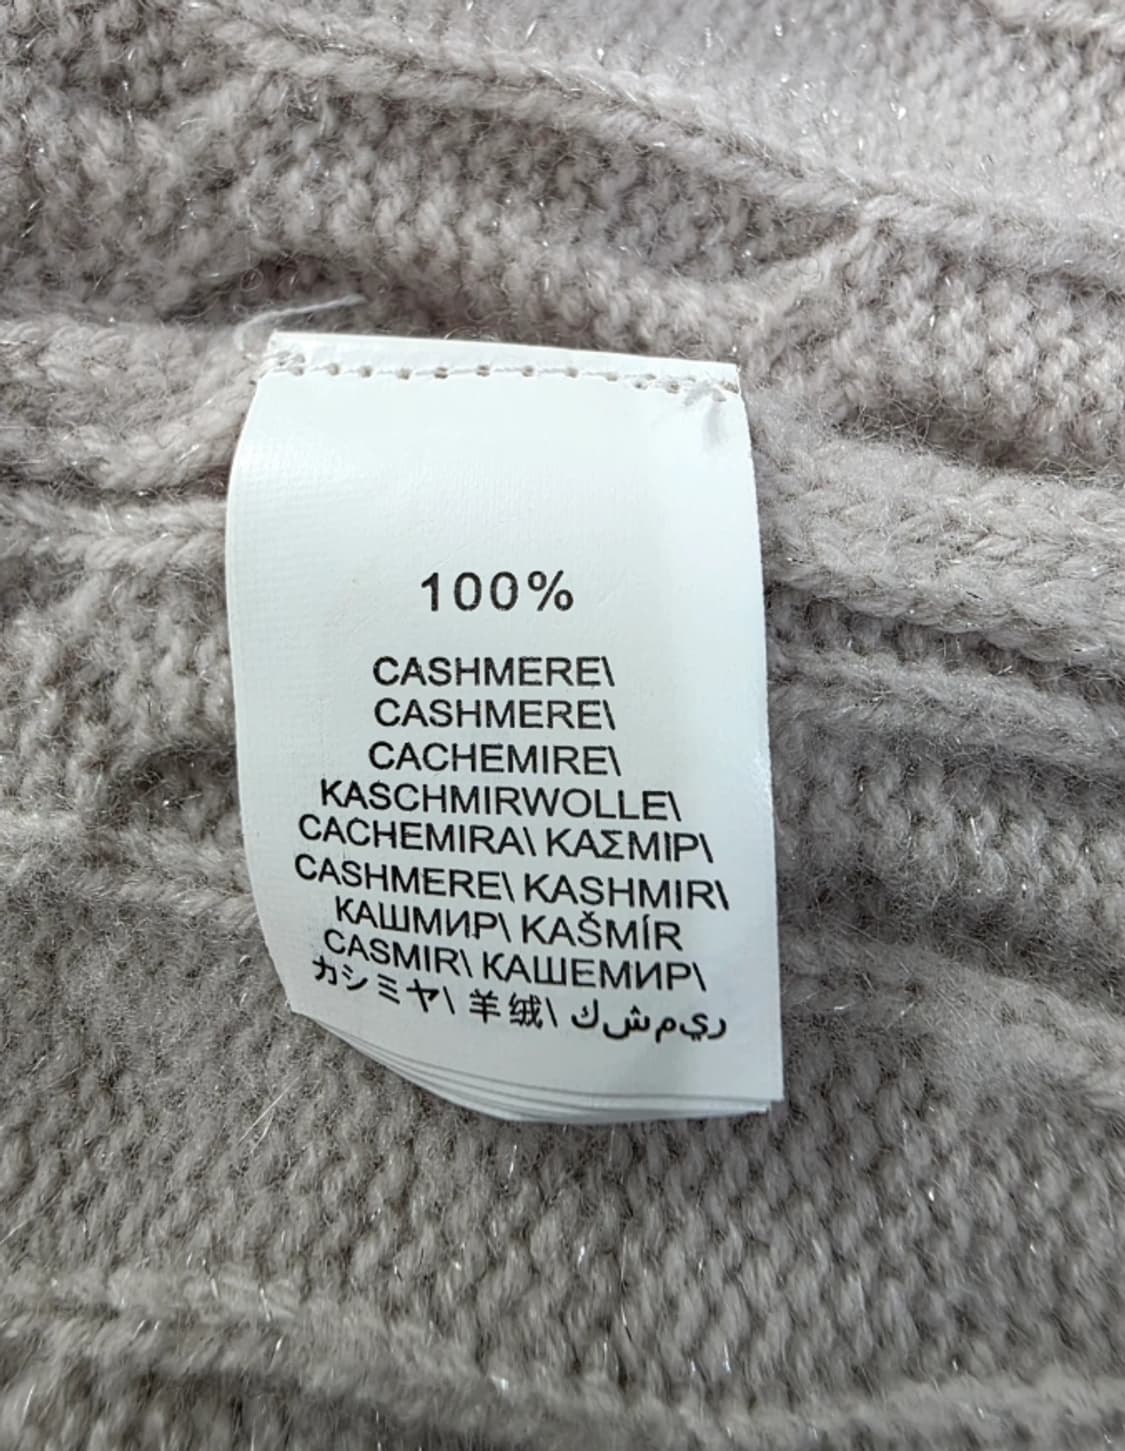 100%
CASHMERE\
CASHMERE\
CACHEMIRE\
KASCHMIRWOLLE\
CACHEMIRA\ ΚΑΣΜΙΡ\
CASHMERE\ KASHMIR\
КАШМИР\ KAŠMÍR
CASMIR\ КАШЕМИР\
カシミヤ\ 羊绒\ ك‌ش‌م‌ي‌ر